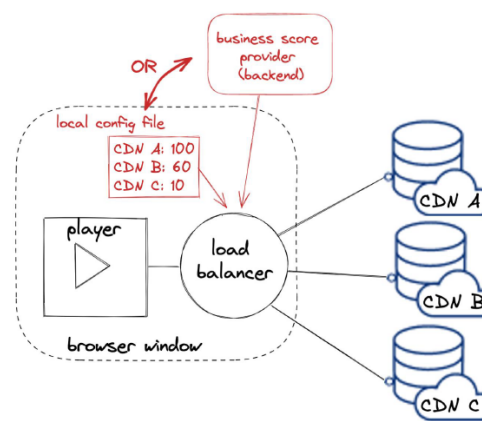 business score
provider
(backend)
OR
local config file
CDN A: 100
CDN B: 60
CDN C: 10
player
load
balancer
browser window
CDN A
CDN B
CDN C